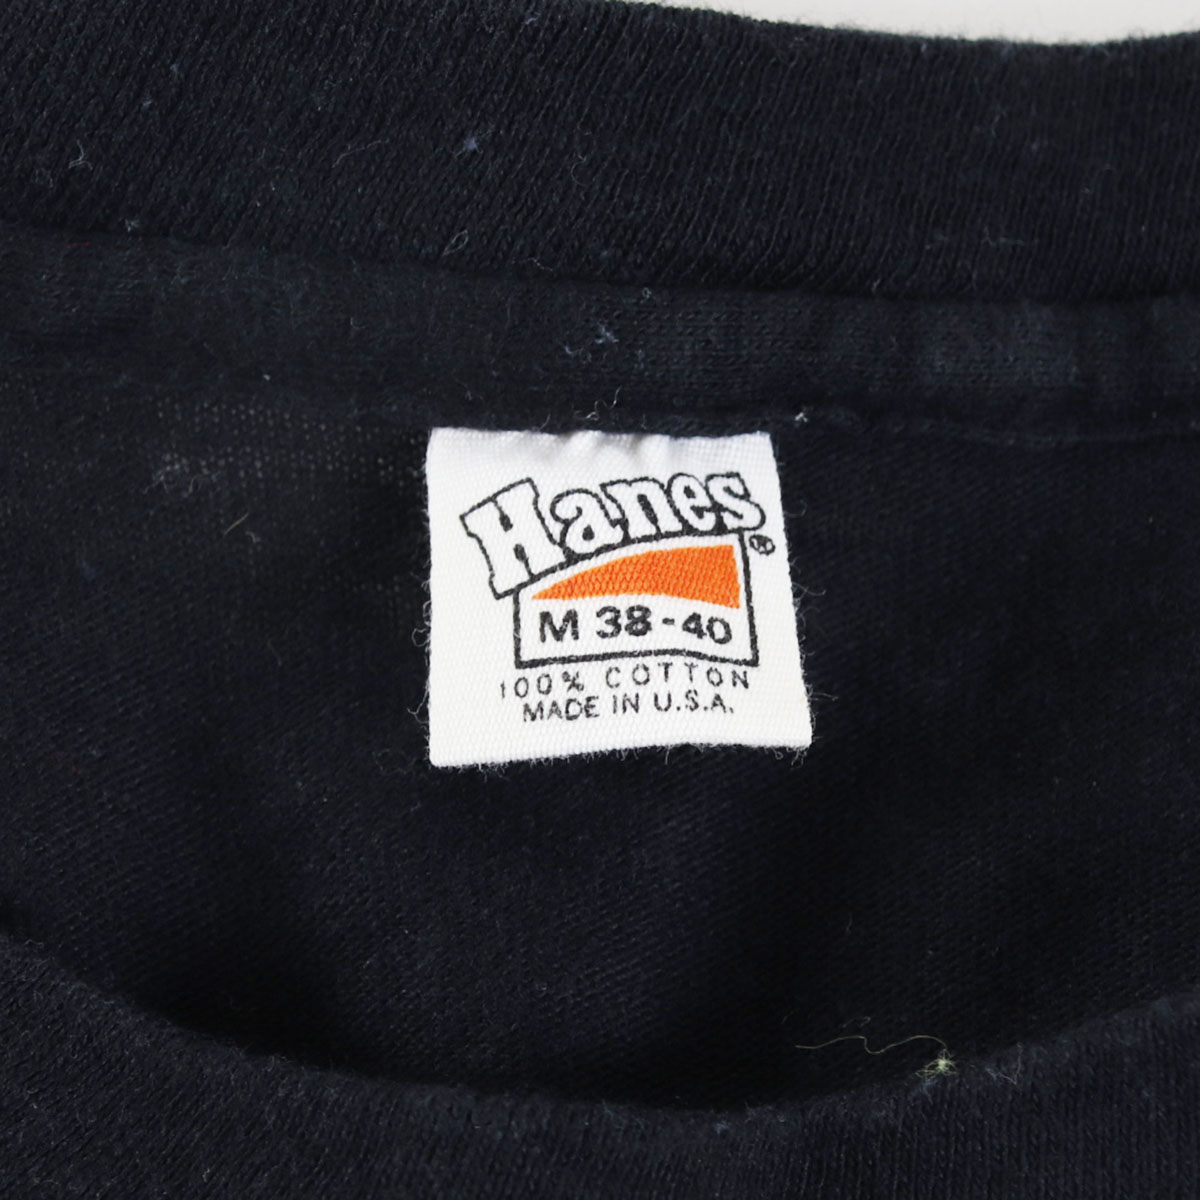 Hanes®
M 38-40
100% COTTON
MADE IN U.S.A.